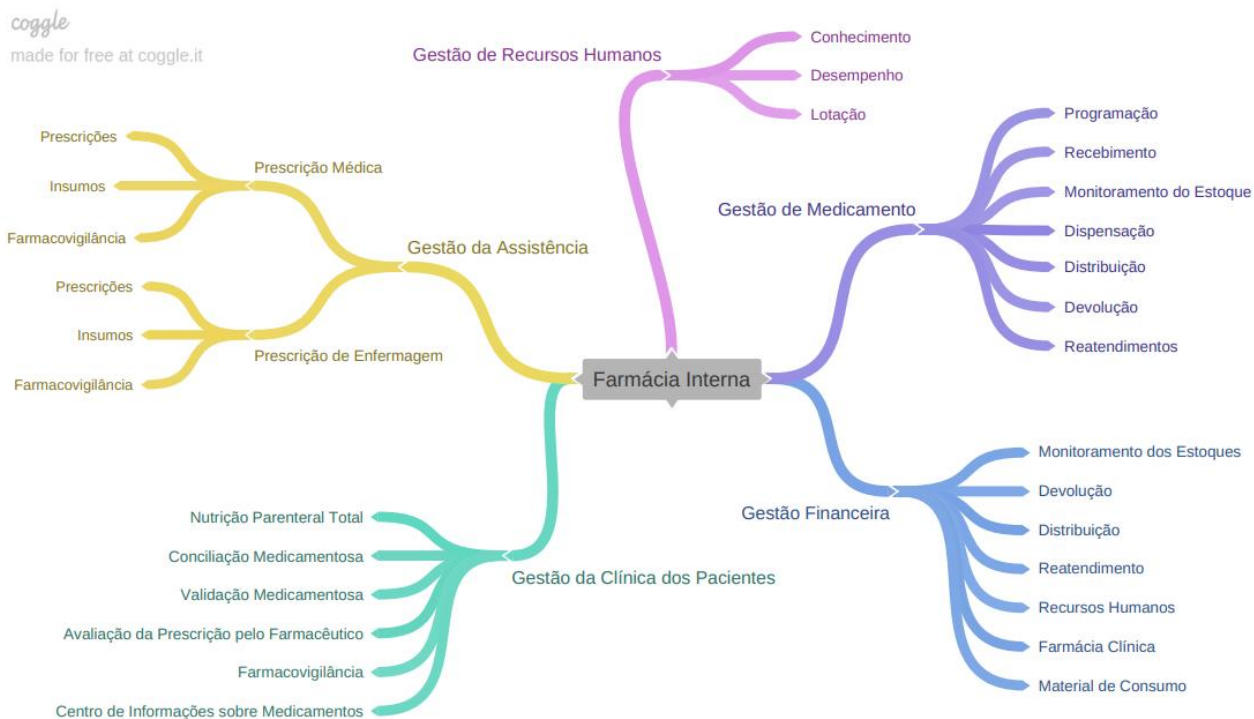 coggle
made for free at coggle.it
Gestão de Recursos Humanos
Conhecimento
Desempenho
Lotação
Gestão de Medicamento
Programação
Recebimento
Monitoramento do Estoque
Dispensação
Distribuição
Devolução
Reatendimentos
Gestão da Assistência
Prescrição Médica
Prescrições
Insumos
Farmacovigilância
Prescrição de Enfermagem
Prescrições
Insumos
Farmacovigilância
Farmácia Interna
Gestão da Clínica dos Pacientes
Nutrição Parenteral Total
Conciliação Medicamentosa
Validação Medicamentosa
Avaliação da Prescrição pelo Farmacêutico
Farmacovigilância
Centro de Informações sobre Medicamentos
Gestão Financeira
Monitoramento dos Estoques
Devolução
Distribuição
Reatendimento
Recursos Humanos
Farmácia Clínica
Material de Consumo